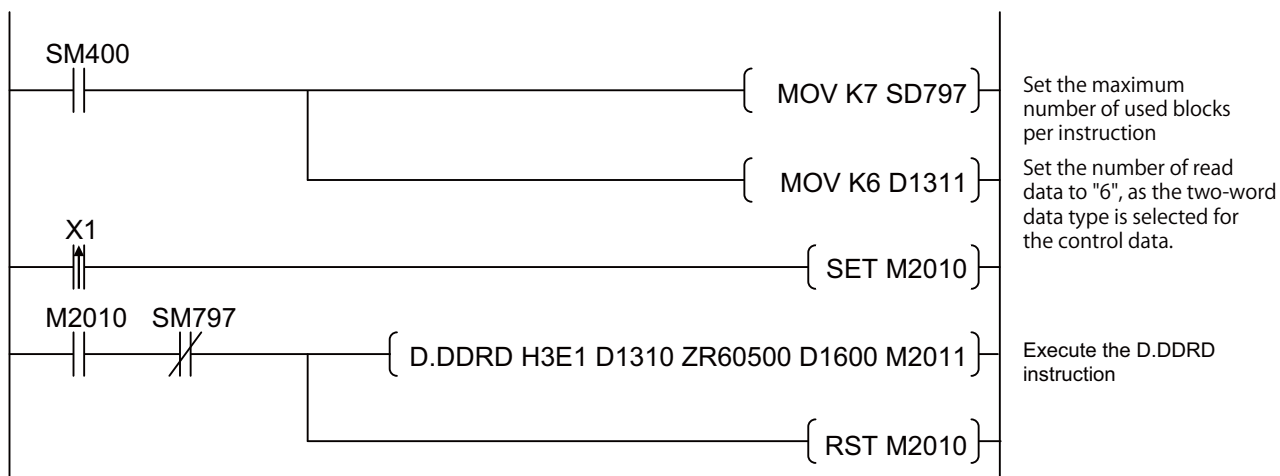 SM400
MOV K7 SD797
Set the maximum
number of used blocks
per instruction
MOV K6 D1311
Set the number of read
data to "6", as the two-word
data type is selected for
the control data.
X1
SET M2010
M2010 SM797
D.DDRD H3E1 D1310 ZR60500 D1600 M2011
Execute the D.DDRD
instruction
RST M2010